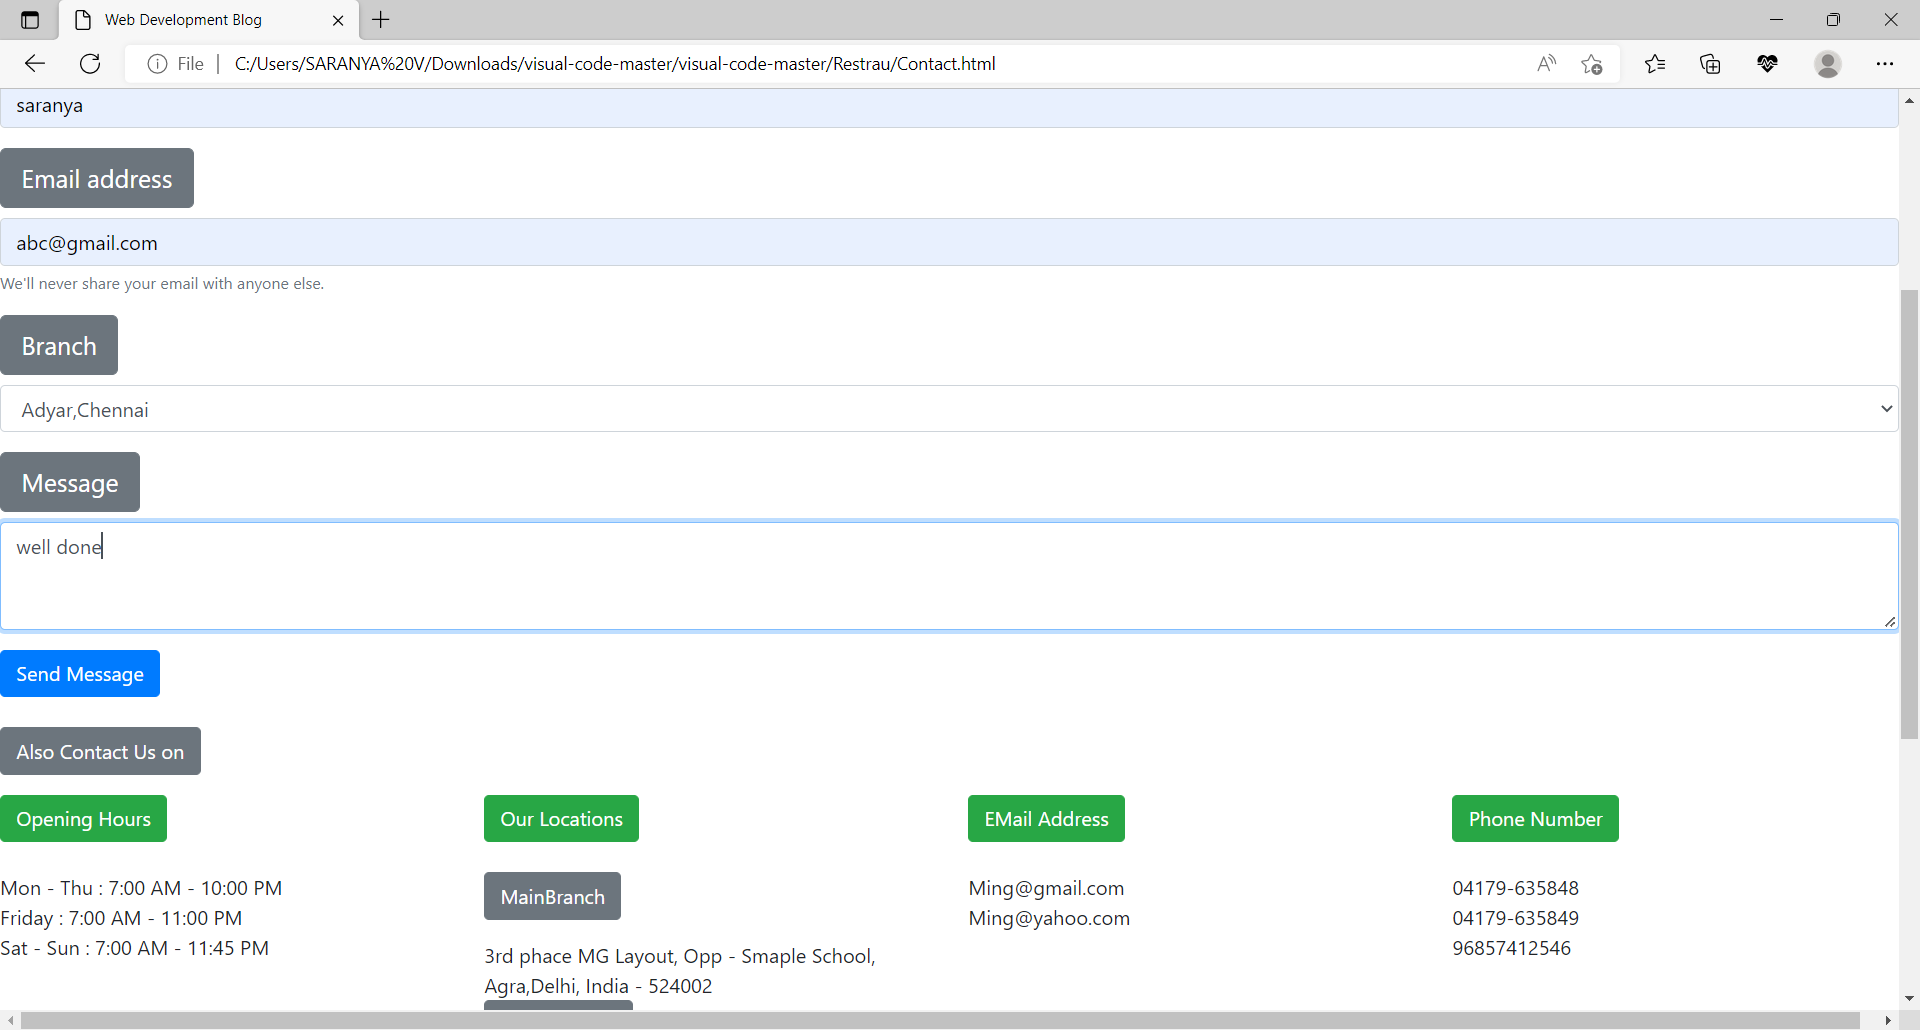 Web Development Blog
File | C:/Users/SARANYA%20V/Downloads/visual-code-master/visual-code-master/Restrau/Contact.html
saranya
Email address
abc@gmail.com
We'll never share your email with anyone else.
Branch
Adyar,Chennai
Message
well done
Send Message
Also Contact Us on
Opening Hours
Mon - Thu : 7:00 AM - 10:00 PM
Friday : 7:00 AM - 11:00 PM
Sat - Sun : 7:00 AM - 11:45 PM
Our Locations
MainBranch
3rd phace MG Layout, Opp - Smaple School,
Agra,Delhi, India - 524002
EMail Address
Ming@gmail.com
Ming@yahoo.com
Phone Number
04179-635848
04179-635849
96857412546